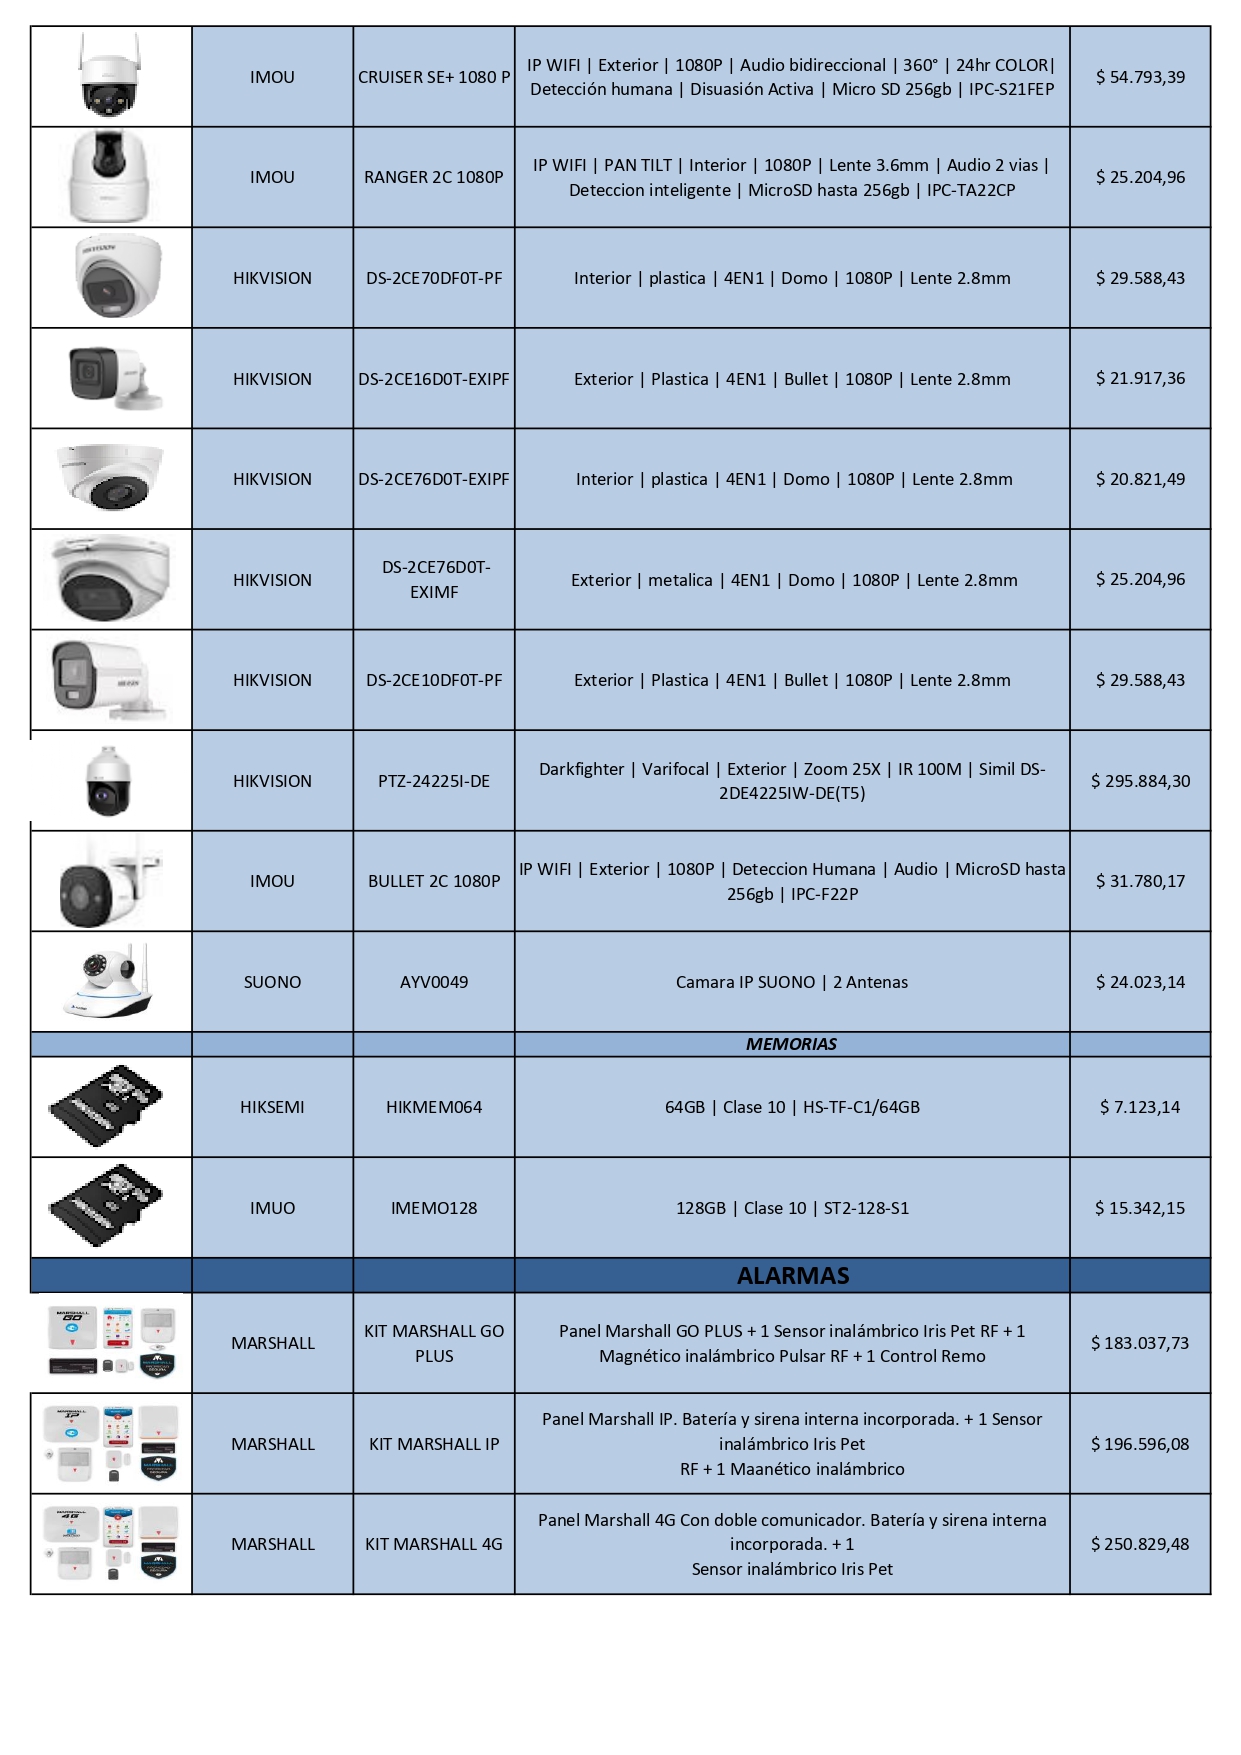 IMOU
CRUISER SE+ 1080 P
IP WIFI | Exterior | 1080P | Audio bidireccional | 360° | 24hr COLOR|
Detección humana | Disuasión Activa | Micro SD 256gb | IPC-S21FEP
$ 54.793,39
IMOU
RANGER 2C 1080P
IP WIFI | PAN TILT | Interior | 1080P | Lente 3.6mm | Audio 2 vias |
Deteccion inteligente | MicroSD hasta 256gb | IPC-TA22CP
$ 25.204,96
HIKVISION
HIKVISION
DS-2CE70DF0T-PF
Interior | plastica | 4EN1 | Domo | 1080P | Lente 2.8mm
$ 29.588,43
HIKVISION
DS-2CE16D0T-EXIPF
Exterior | Plastica | 4EN1 | Bullet | 1080P | Lente 2.8mm
$ 21.917,36
HIKVISION
DS-2CE76D0T-EXIPF
Interior | plastica | 4EN1 | Domo | 1080P | Lente 2.8mm
$ 20.821,49
HIKVISION
DS-2CE76D0T-
EXIMF
Exterior | metalica | 4EN1 | Domo | 1080P | Lente 2.8mm
$ 25.204,96
HIKVISION
DS-2CE10DF0T-PF
Exterior | Plastica | 4EN1 | Bullet | 1080P | Lente 2.8mm
$ 29.588,43
HIKVISION
PTZ-24225I-DE
Darkfighter | Varifocal | Exterior | Zoom 25X | IR 100M | Simil DS-
2DE4225IW-DE(T5)
$ 295.884,30
IMOU
BULLET 2C 1080P
IP WIFI | Exterior | 1080P | Deteccion Humana | Audio | MicroSD hasta
256gb | IPC-F22P
$ 31.780,17
SUONO
AYV0049
Camara IP SUONO | 2 Antenas
$ 24.023,14
MEMORIAS
HIKSEMI
HIKMEM064
64GB | Clase 10 | HS-TF-C1/64GB
$ 7.123,14
IMUO
IMEMO128
128GB | Clase 10 | ST2-128-S1
$ 15.342,15
ALARMAS
MARSHALL
GO
MARSHALL
KIT MARSHALL GO
PLUS
Panel Marshall GO PLUS + 1 Sensor inalámbrico Iris Pet RF + 1
Magnético inalámbrico Pulsar RF + 1 Control Remo
$ 183.037,73
MARSHALL
IP
MARSHALL
KIT MARSHALL IP
Panel Marshall IP. Batería y sirena interna incorporada. + 1 Sensor
inalámbrico Iris Pet
RF + 1 Maanético inalámbrico
$ 196.596,08
MARSHALL
4G
MARSHALL
KIT MARSHALL 4G
Panel Marshall 4G Con doble comunicador. Batería y sirena interna
incorporada. + 1
Sensor inalámbrico Iris Pet
$ 250.829,48